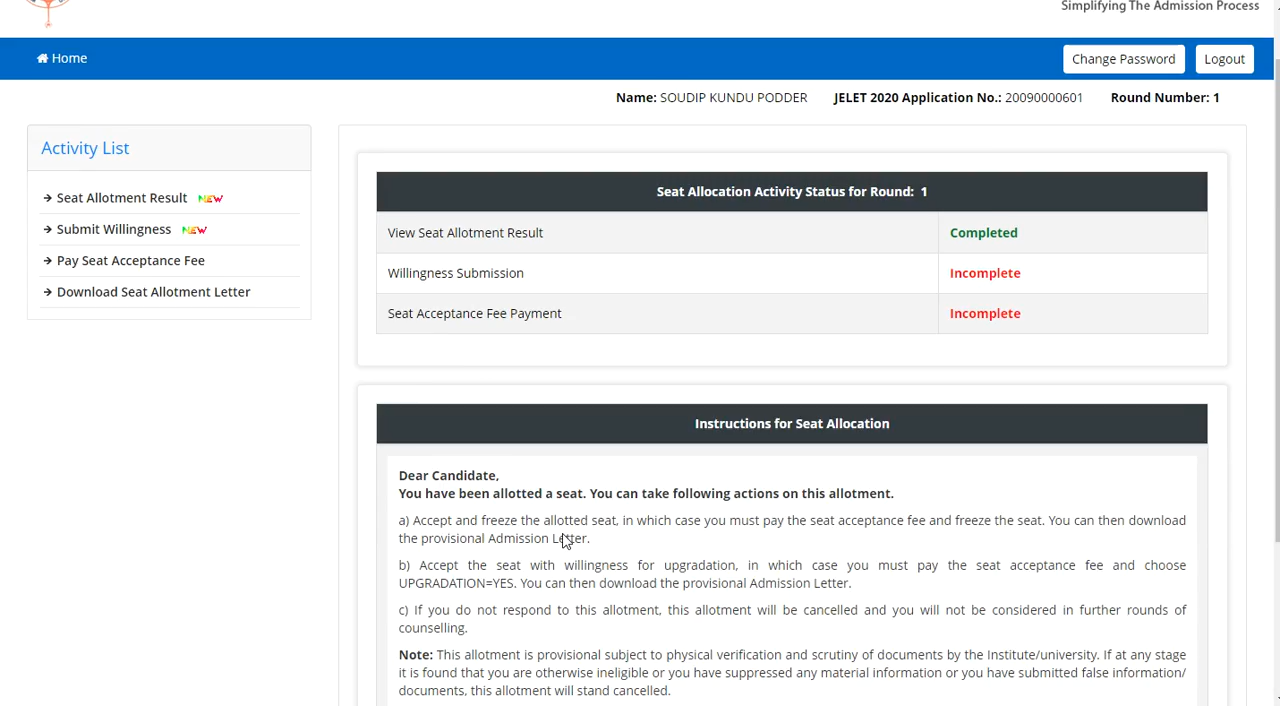 Simplifying The Admission Process
Home
Change Password
Logout
Name: SOUDIP KUNDU PODDER JELET 2020 Application No.: 20090000601 Round Number: 1
Activity List
Seat Allotment Result NEW
Submit Willingness NEW
Pay Seat Acceptance Fee
Download Seat Allotment Letter
Seat Allocation Activity Status for Round: 1
View Seat Allotment Result Completed
Willingness Submission Incomplete
Seat Acceptance Fee Payment Incomplete
Instructions for Seat Allocation
Dear Candidate,
You have been allotted a seat. You can take following actions on this allotment.
a) Accept and freeze the allotted seat, in which case you must pay the seat acceptance fee and freeze the seat. You can then download
the provisional Admission Letter.
b) Accept the seat with willingness for upgradation, in which case you must pay the seat acceptance fee and choose
UPGRADATION=YES. You can then download the provisional Admission Letter.
c) If you do not respond to this allotment, this allotment will be cancelled and you will not be considered in further rounds of
counselling.
Note: This allotment is provisional subject to physical verification and scrutiny of documents by the Institute/university. If at any stage
it is found that you are otherwise ineligible or you have suppressed any material information or you have submitted false information/
documents, this allotment will stand cancelled.